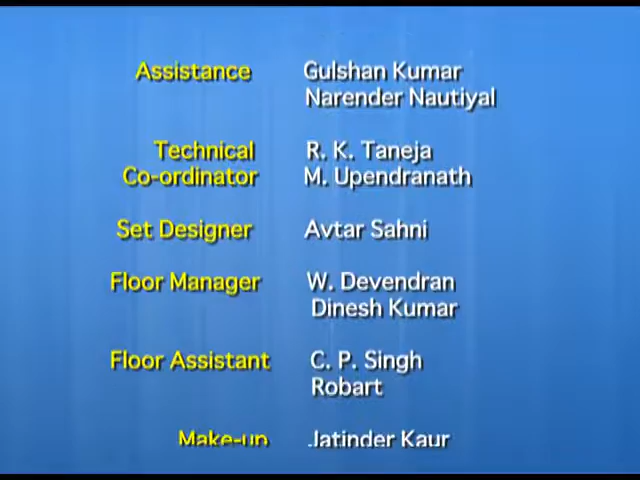 Assistance Gulshan Kumar
Narender Nautiyal
Technical R. K. Taneja
Co-ordinator M. Upendranath
Set Designer Avtar Sahni
Floor Manager W. Devendran
Dinesh Kumar
Floor Assistant C. P. Singh
Robart
Make-up Jatinder Kaur